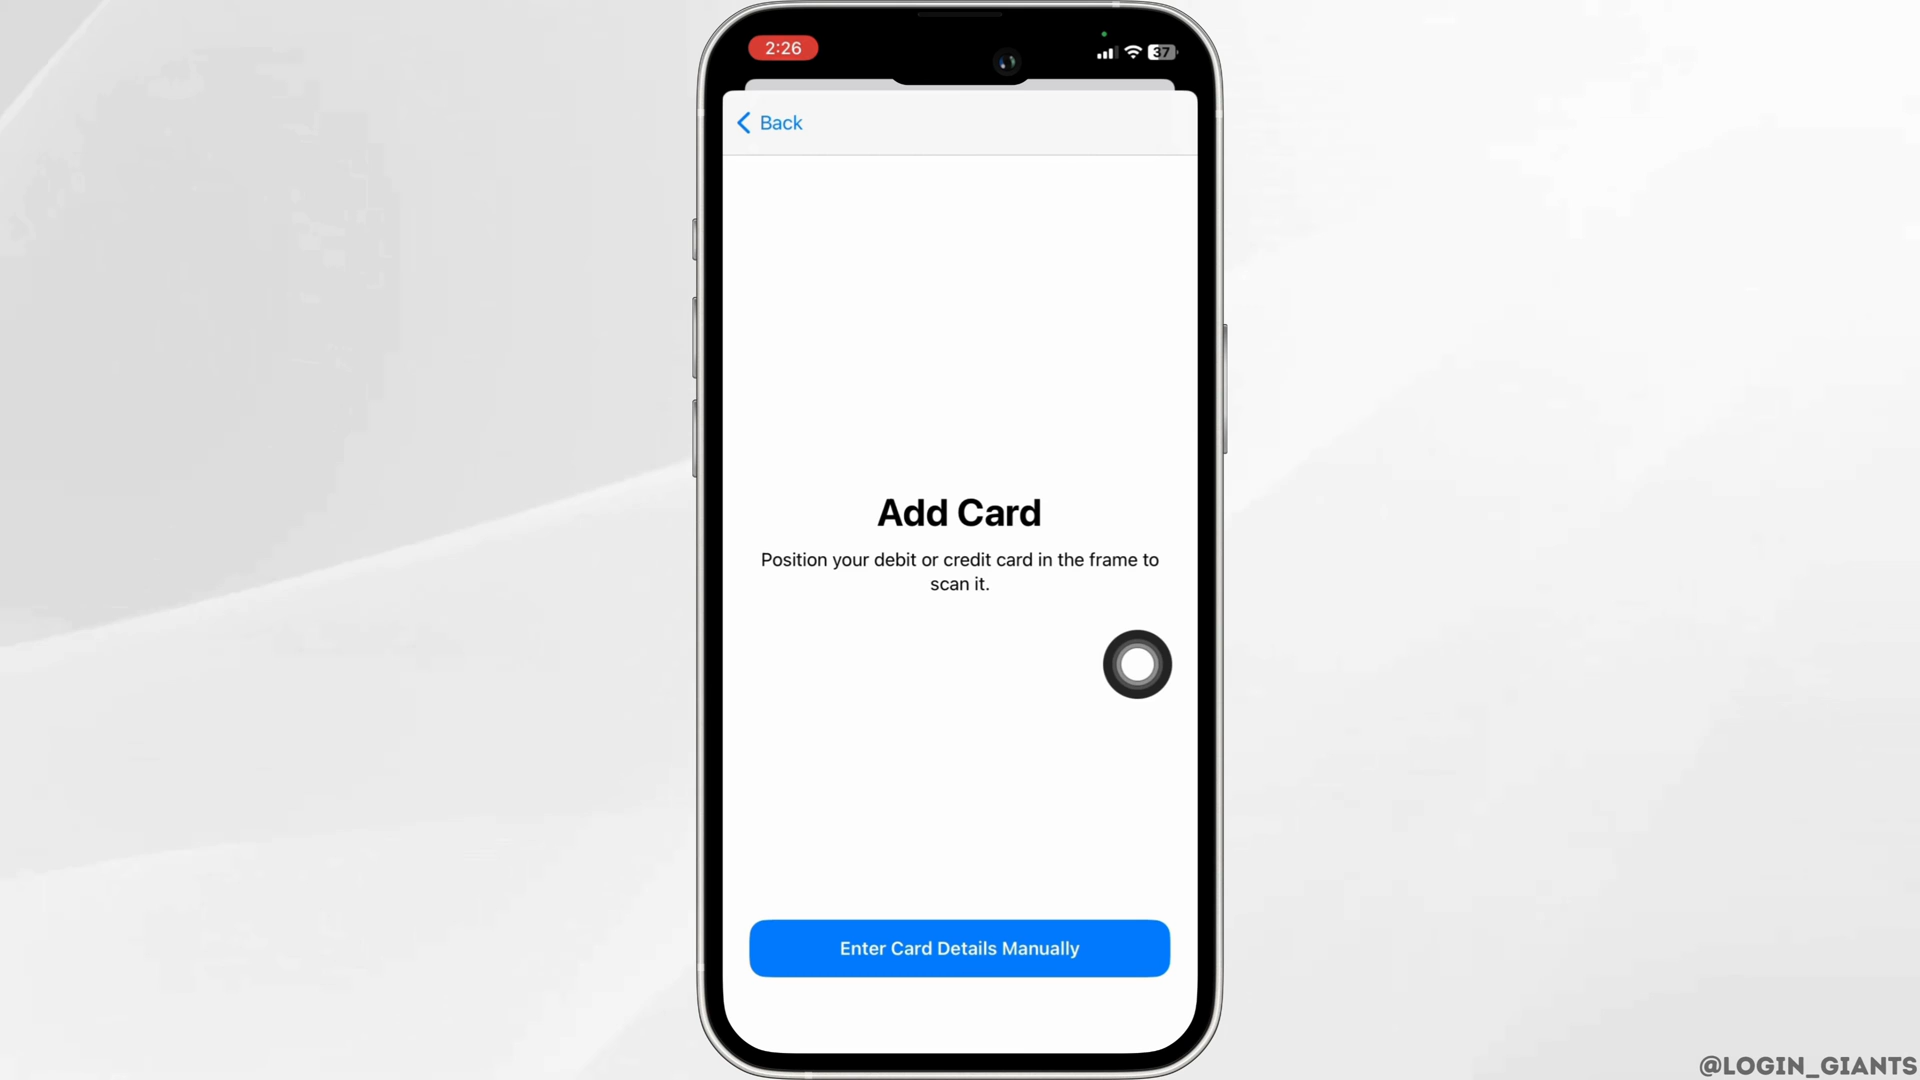 2:26
37
Back
Add Card
Position your debit or credit card in the frame to
scan it.
Enter Card Details Manually
@LOGIN_GIANTS